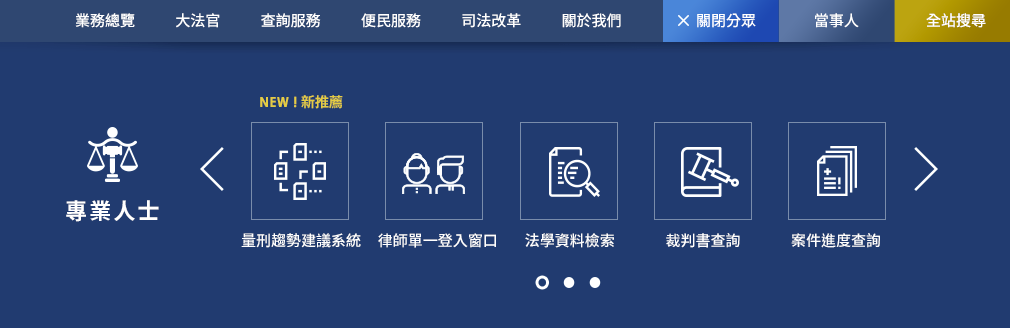 業務總覽 大法官 查詢服務 便民服務 司法改革 關於我們 關閉分眾 當事人 全站搜尋
NEW ! 新推薦
專業人士
量刑趨勢建議系統 律師單一登入窗口 法學資料檢索 裁判書查詢 案件進度查詢